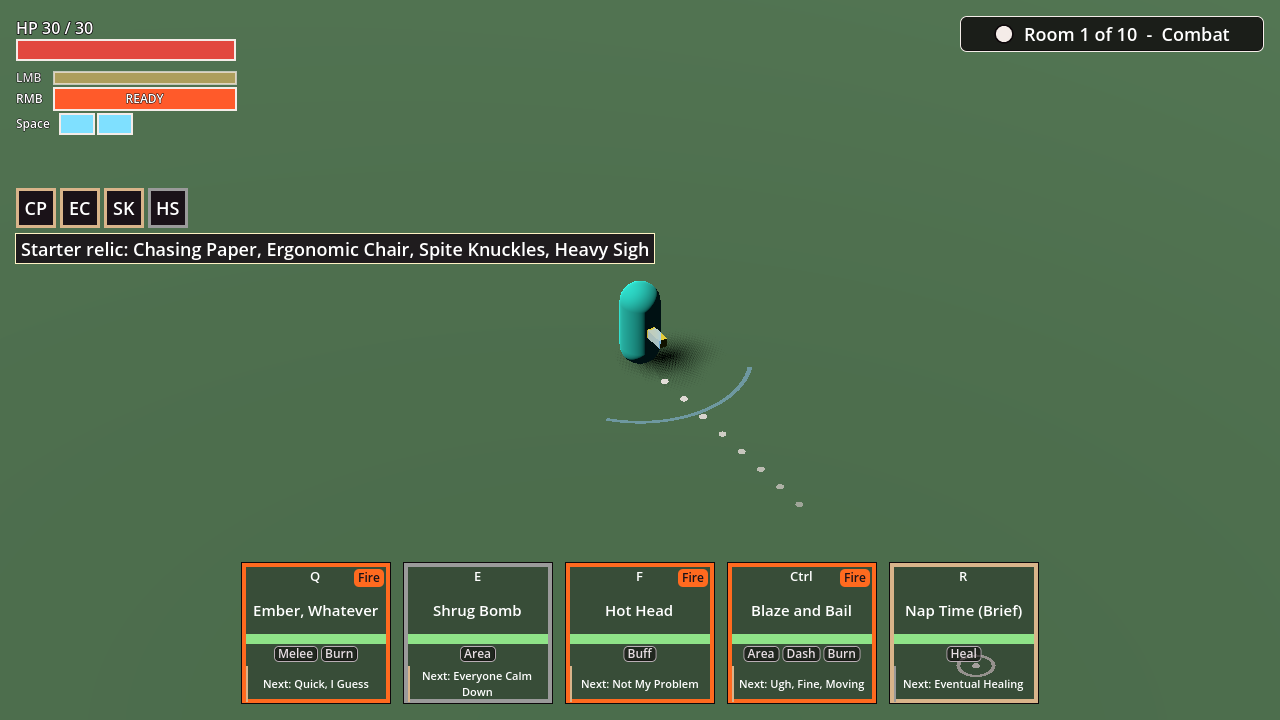 HP 30 / 30
Room 1 of 10 - Combat
LMB
RMB READY
Space
CP EC SK HS
Starter relic: Chasing Paper, Ergonomic Chair, Spite Knuckles, Heavy Sigh
Q Fire
Ember, Whatever
Melee Burn
Next: Quick, I Guess
E
Shrug Bomb
Area
Next: Everyone Calm
Down
F Fire
Hot Head
Buff
Next: Not My Problem
Ctrl Fire
Blaze and Bail
Area Dash Burn
Next: Ugh, Fine, Moving
R
Nap Time (Brief)
Heal
Next: Eventual Healing